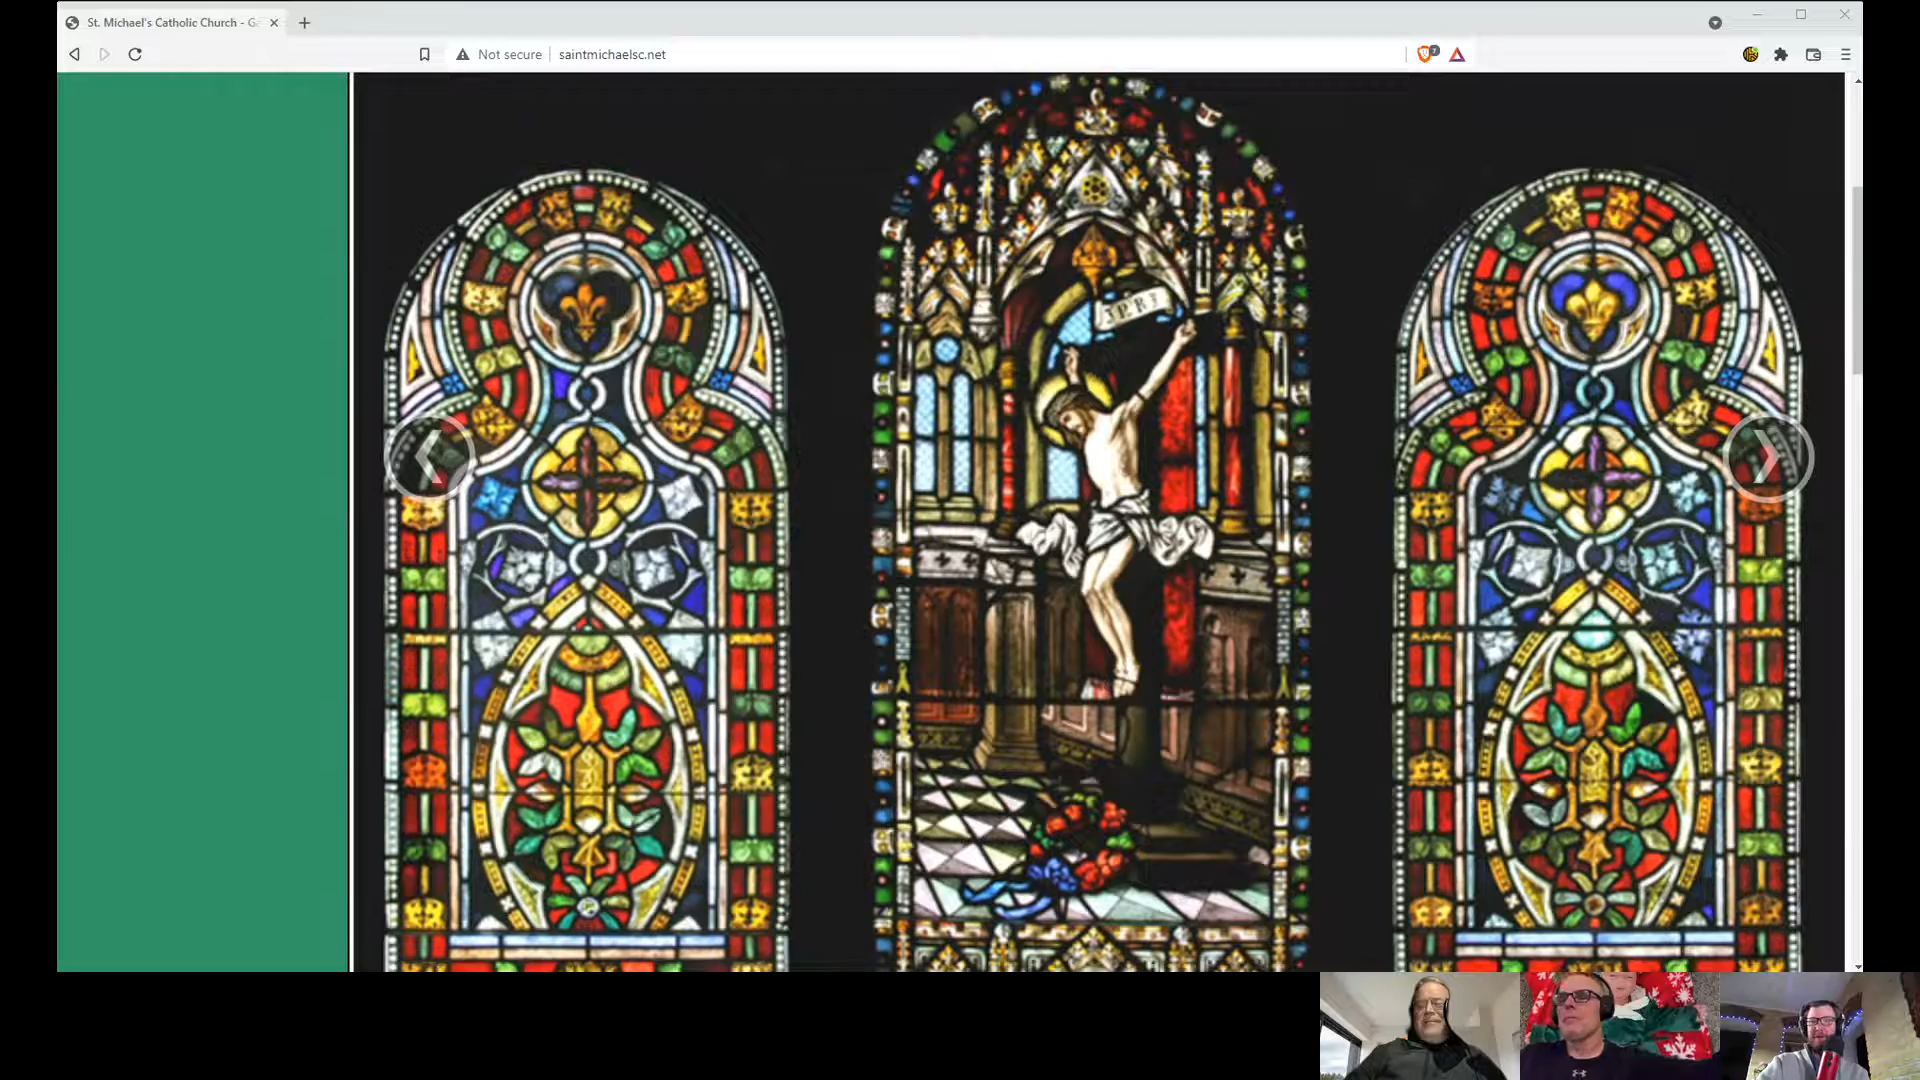 St. Michael's Catholic Church - G
Not secure
saintmichaelsc.net